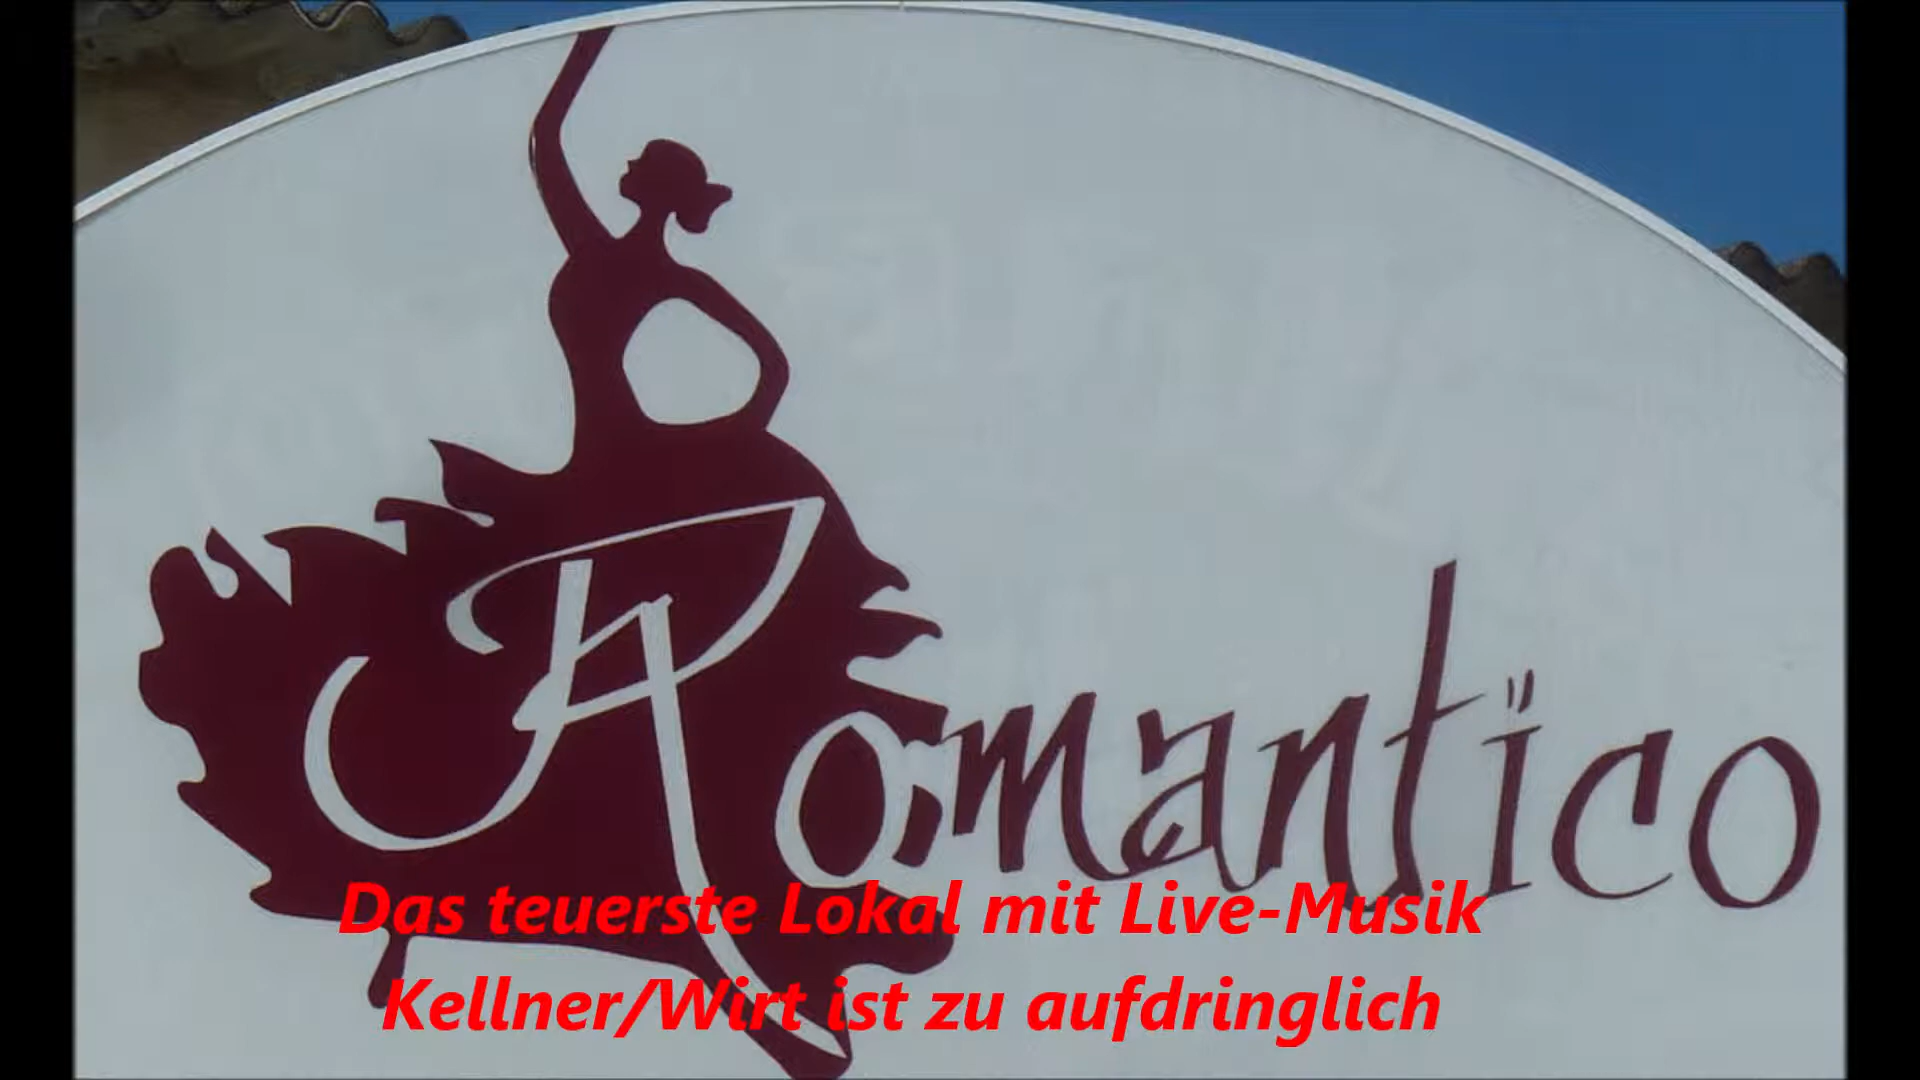 Romantico
Das teuerste Lokal mit Live-Musik
Kellner/Wirt ist zu aufdringlich